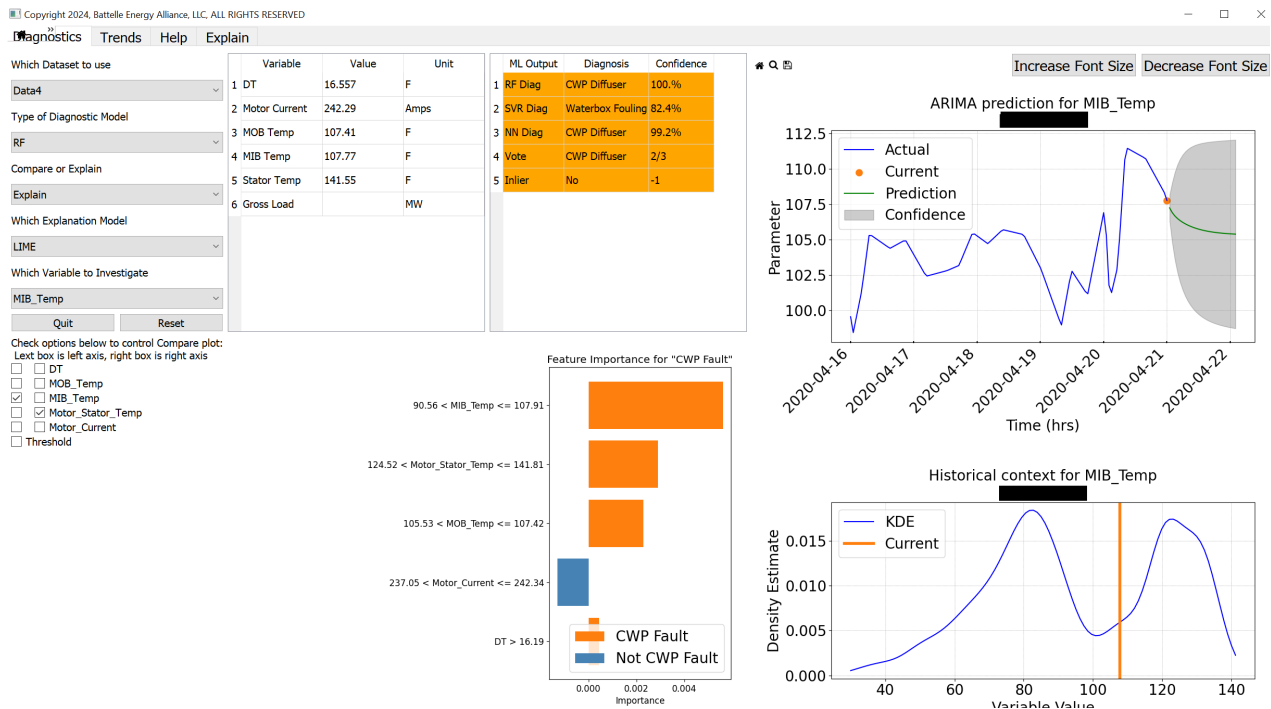 Copyright 2024, Battelle Energy Alliance, LLC, ALL RIGHTS RESERVED
Diagnostics Trends Help Explain
Which Dataset to use
Data4
Type of Diagnostic Model
RF
Compare or Explain
Explain
Which Explanation Model
LIME
Which Variable to Investigate
MIB_Temp
Quit Reset
Check options below to control Compare plot:
Lext box is left axis, right box is right axis
DT
MOB_Temp
MIB_Temp
Motor_Stator_Temp
Motor_Current
Threshold
Variable Value Unit
1 DT 16.557 F
2 Motor Current 242.29 Amps
3 MOB Temp 107.41 F
4 MIB Temp 107.77 F
5 Stator Temp 141.55 F
6 Gross Load MW
ML Output Diagnosis Confidence
1 RF Diag CWP Diffuser 100.%
2 SVR Diag Waterbox Fouling 82.4%
3 NN Diag CWP Diffuser 99.2%
4 Vote CWP Diffuser 2/3
5 Inlier No -1
Feature Importance for "CWP Fault"
90.56 < MIB_Temp <= 107.91
124.52 < Motor_Stator_Temp <= 141.81
105.53 < MOB_Temp <= 107.42
237.05 < Motor_Current <= 242.34
DT > 16.19
CWP Fault
Not CWP Fault
0.000 0.002 0.004
Importance
Increase Font Size Decrease Font Size
ARIMA prediction for MIB_Temp
112.5
110.0
107.5
105.0
102.5
100.0
Parameter
Actual
Current
Prediction
Confidence
2020-04-16 2020-04-17 2020-04-18 2020-04-19 2020-04-20 2020-04-21 2020-04-22
Time (hrs)
Historical context for MIB_Temp
KDE
Current
0.015
0.010
0.005
0.000
Density Estimate
40 60 80 100 120 140
Variable Value